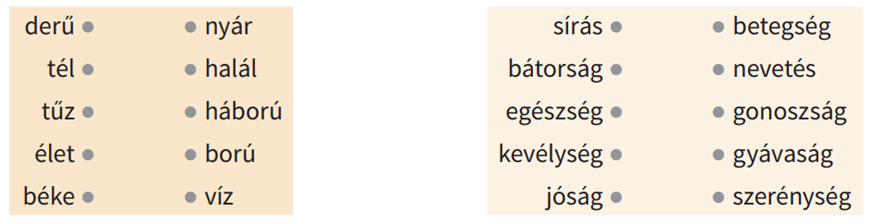 derű nyár
tél halál
tűz háború
élet ború
béke víz
sírás betegség
bátorság nevetés
egészség gonoszság
kevélység gyávaság
jóság szerénység